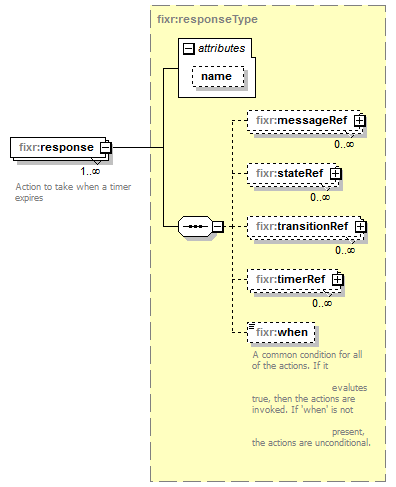 fixr:responseType
attributes
name
fixr:response
1..∞
Action to take when a timer
expires
fixr:messageRef
0..∞
fixr:stateRef
0..∞
fixr:transitionRef
0..∞
fixr:timerRef
0..∞
fixr:when
A common condition for all
of the actions. If it
evalutes
true, then the actions are
invoked. If 'when' is not
present,
the actions are unconditional.